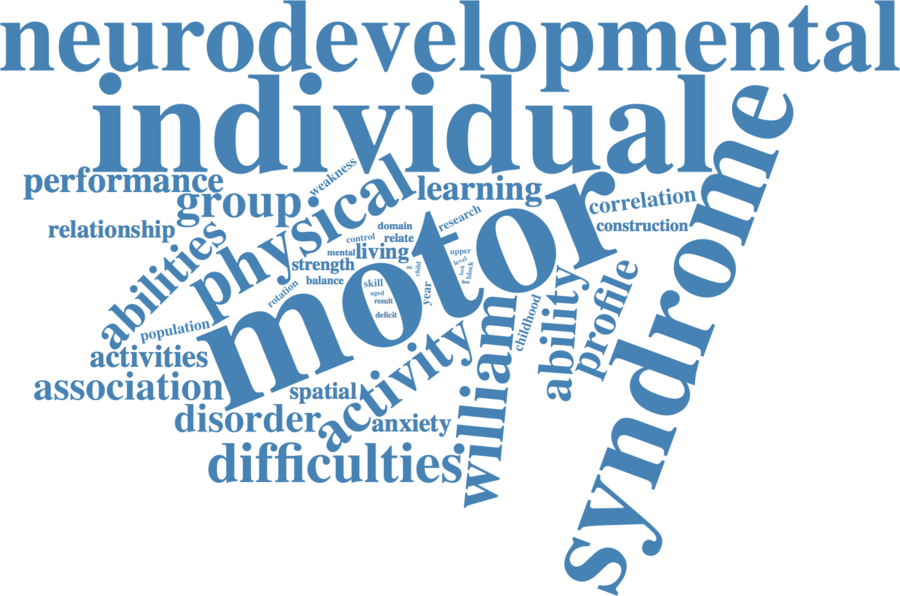 neurodevelopmental
individual
syndrome
performance
weakness
physical
learning
group
motor
correlation
relationship
abilities
research
construction
domain
control
relate
mental
living
upper
level
strength
child
block
balance
skill
rotation
year
aged
result
deficit
population
childhood
ability
profile
activities
william
activity
association
spatial
disorder
anxiety
difficulties